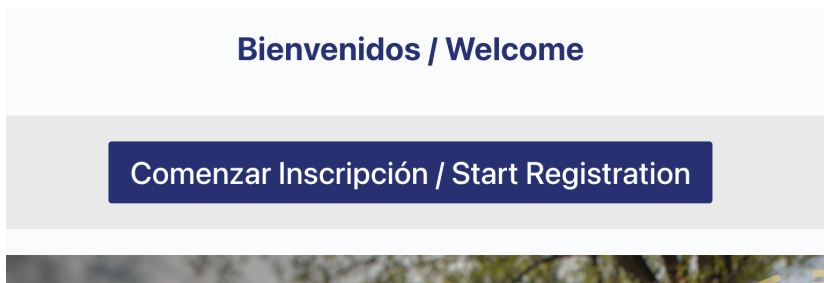 Bienvenidos / Welcome
Comenzar Inscripción / Start Registration